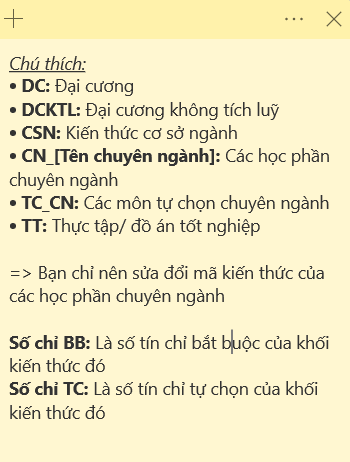 Chú thích:
• DC: Đại cương
• DCKTL: Đại cương không tích luỹ
• CSN: Kiến thức cơ sở ngành
• CN_[Tên chuyên ngành]: Các học phần
chuyên ngành
• TC_CN: Các môn tự chọn chuyên ngành
• TT: Thực tập/ đồ án tốt nghiệp
=> Bạn chỉ nên sửa đổi mã kiến thức của
các học phần chuyên ngành
Số chỉ BB: Là số tín chỉ bắt buộc của khối
kiến thức đó
Số chỉ TC: Là số tín chỉ tự chọn của khối
kiến thức đó